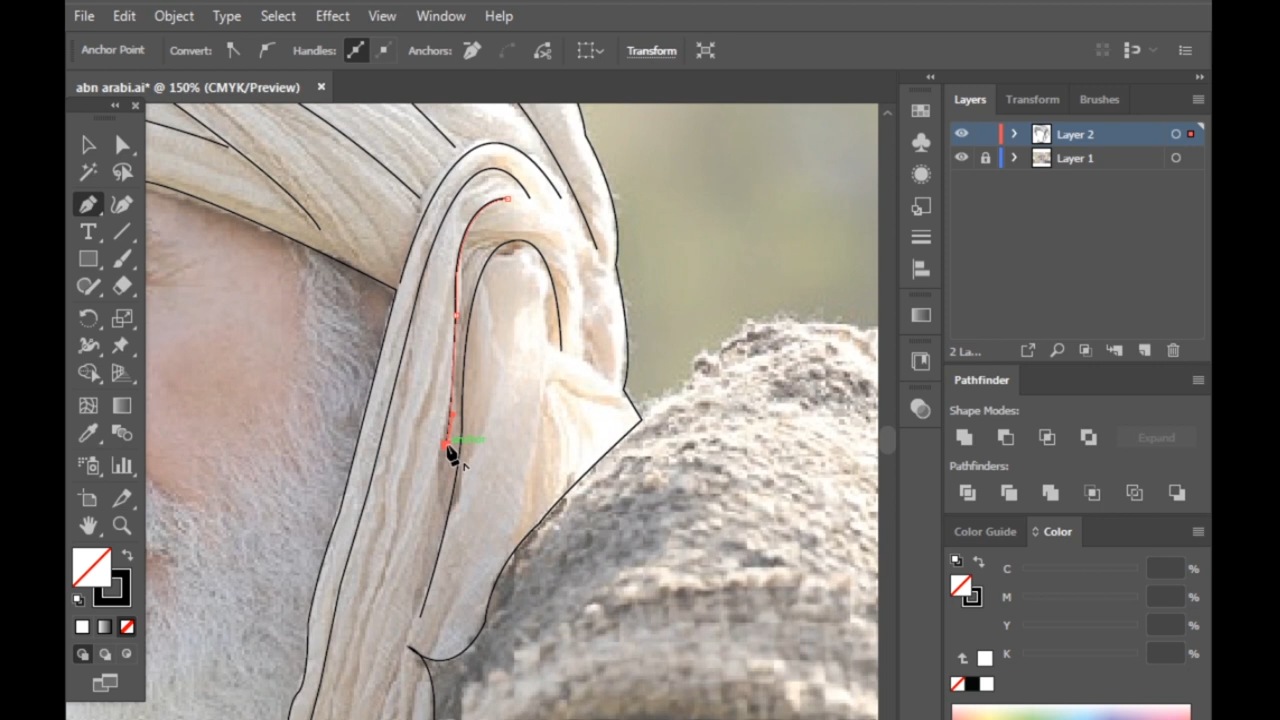 File Edit Object Type Select Effect View Window Help
Anchor Point Convert: Handles: Anchors: Transform
abn arabi.ai* @ 150% (CMYK/Preview)
Layers Transform Brushes
Layer 2
Layer 1
2 La...
Pathfinder
Shape Modes:
Expand
Pathfinders:
Color Guide Color
C %
M %
Y %
K %